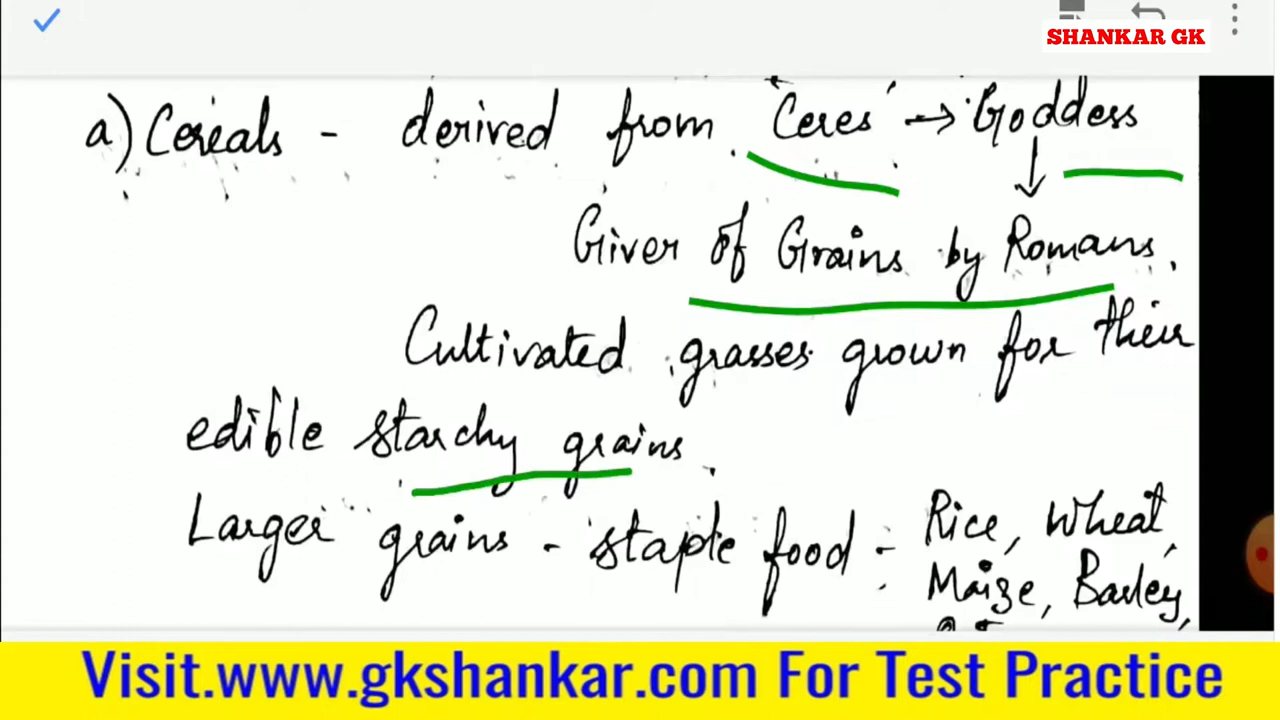 SHANKAR GK
a) Cereals - derived from "Ceres" → Goddess
↓
Giver of Grains by Romans.
Cultivated grasses grown for their
edible starchy grains.
Larger grains - staple food - Rice, Wheat,
Maize, Barley,
Visit.www.gkshankar.com For Test Practice